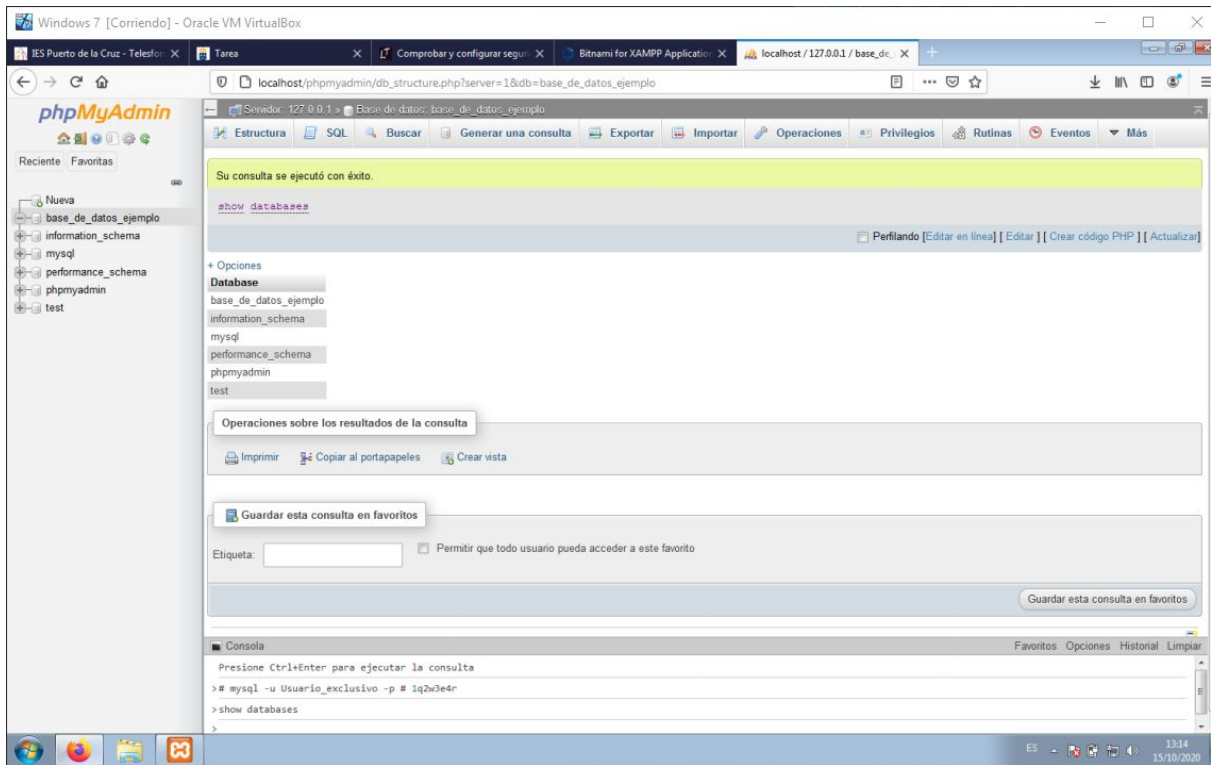 Windows 7 [Corriendo] - Oracle VM VirtualBox
IES Puerto de la Cruz - Telesfor Tarea Comprobar y configurar segur Bitnami for XAMPP Application localhost / 127.0.0.1 / base_de_
localhost/phpmyadmin/db_structure.php?server=1&db=base_de_datos_ejemplo
phpMyAdmin
Reciente Favoritas
Nueva
base_de_datos_ejemplo
information_schema
mysql
performance_schema
phpmyadmin
test
Servidor: 127.0.0.1 » Base de datos: base_de_datos_ejemplo
Estructura SQL Buscar Generar una consulta Exportar Importar Operaciones Privilegios Rutinas Eventos Más
Su consulta se ejecutó con éxito.
show databases
Perfilando [Editar en línea] [ Editar ] [ Crear código PHP ] [ Actualizar]
+ Opciones
Database
base_de_datos_ejemplo
information_schema
mysql
performance_schema
phpmyadmin
test
Operaciones sobre los resultados de la consulta
Imprimir Copiar al portapapeles Crear vista
Guardar esta consulta en favoritos
Etiqueta: Permitir que todo usuario pueda acceder a este favorito
Guardar esta consulta en favoritos
Consola Favoritos Opciones Historial Limpiar
Presione Ctrl+Enter para ejecutar la consulta
># mysql -u Usuario_exclusivo -p # 1q2w3e4r
>show databases
>
ES 13:14
15/10/2020